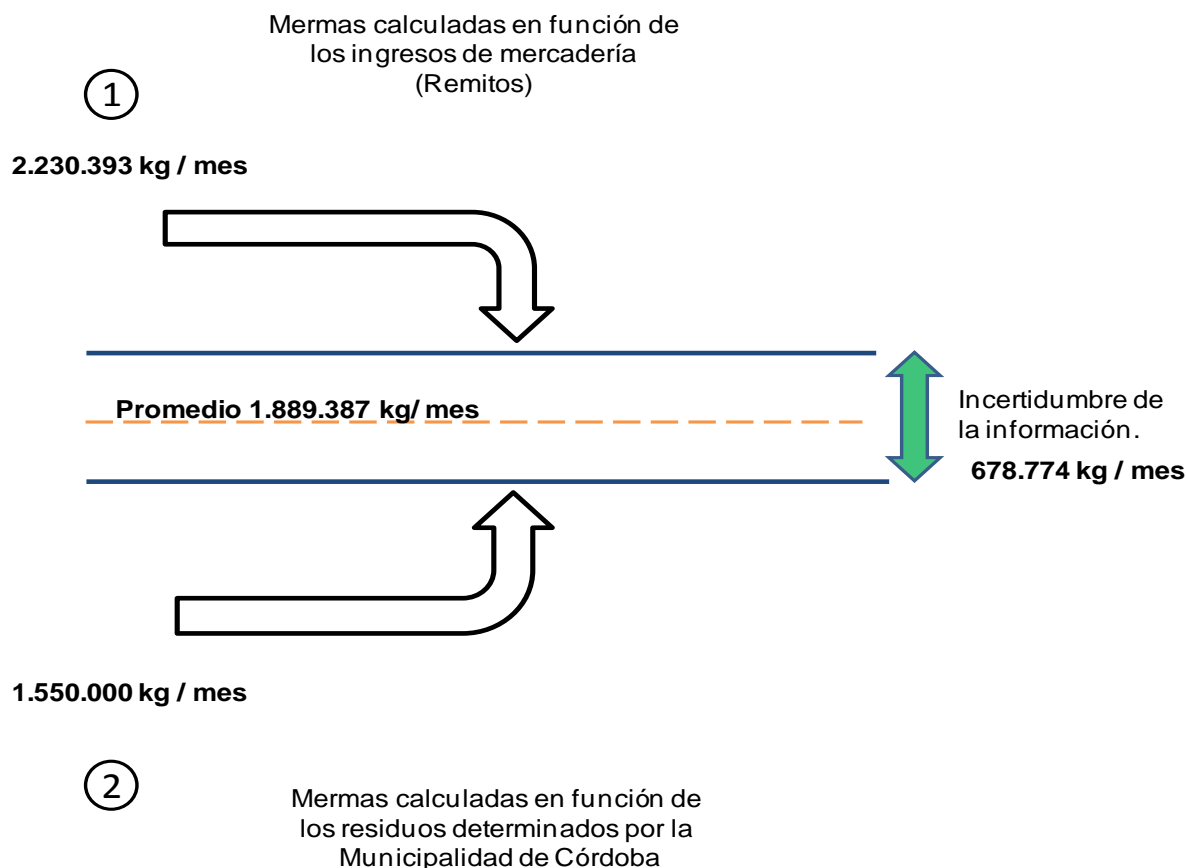 Mermas calculadas en función de
los ingresos de mercadería
(Remitos)
1
2.230.393 kg / mes
Promedio 1.889.387 kg/ mes
Incertidumbre de
la información.
678.774 kg / mes
1.550.000 kg / mes
2
Mermas calculadas en función de
los residuos determinados por la
Municipalidad de Córdoba